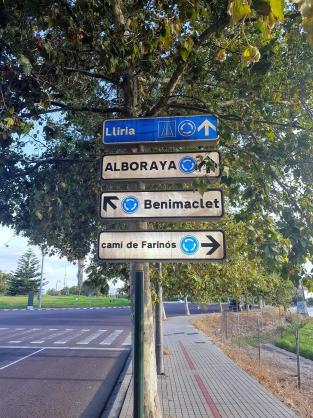 Llíria
ALBORAYA
Benimaclet
camí de Farinós